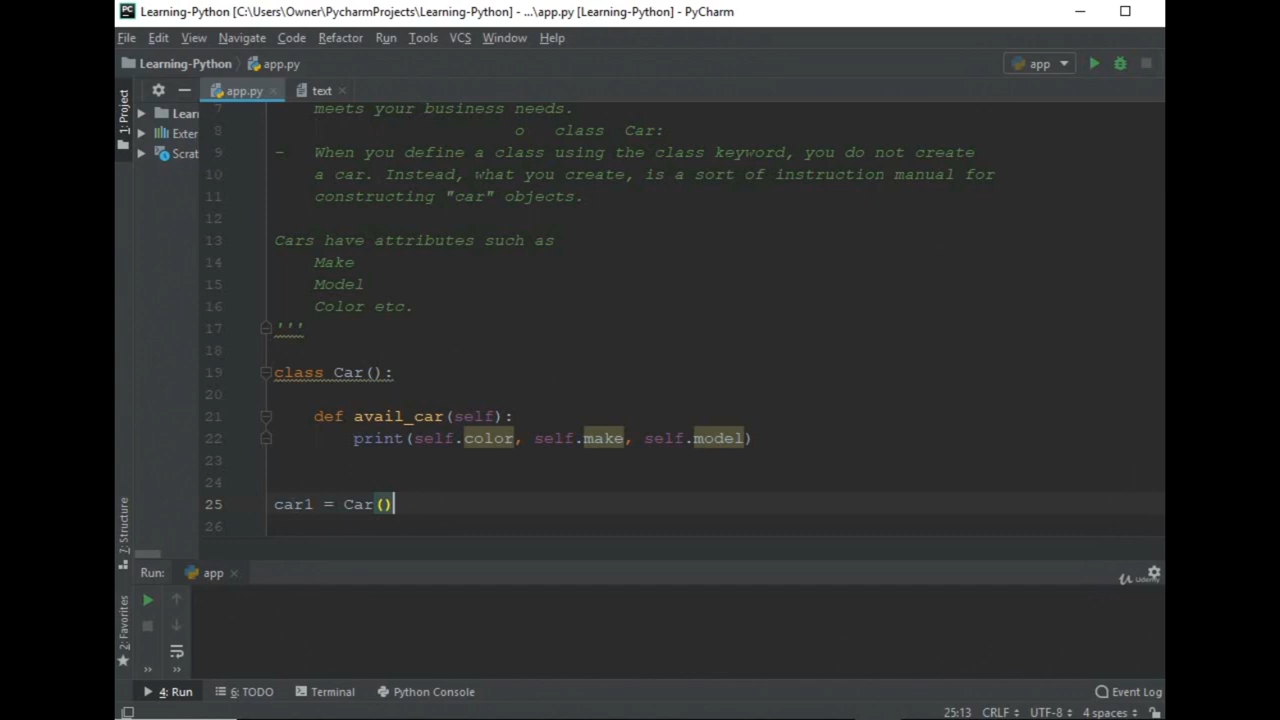 Learning-Python [C:\Users\Owner\PycharmProjects\Learning-Python] - ...\app.py [Learning-Python] - PyCharm
File Edit View Navigate Code Refactor Run Tools VCS Window Help
Learning-Python app.py app
1: Project
app.py text
Lear
Exter
Scrat
7 meets your business needs.
8 o class Car:
9 - When you define a class using the class keyword, you do not create
10 a car. Instead, what you create, is a sort of instruction manual for
11 constructing "car" objects.
12
13 Cars have attributes such as
14 Make
15 Model
16 Color etc.
17 '''
18
19 class Car():
20
21 def avail_car(self):
22 print(self.color, self.make, self.model)
23
24
25 car1 = Car()
26
7: Structure
2: Favorites
Run: app
Udemy
4: Run 6: TODO Terminal Python Console Event Log
25:13 CRLF UTF-8 4 spaces